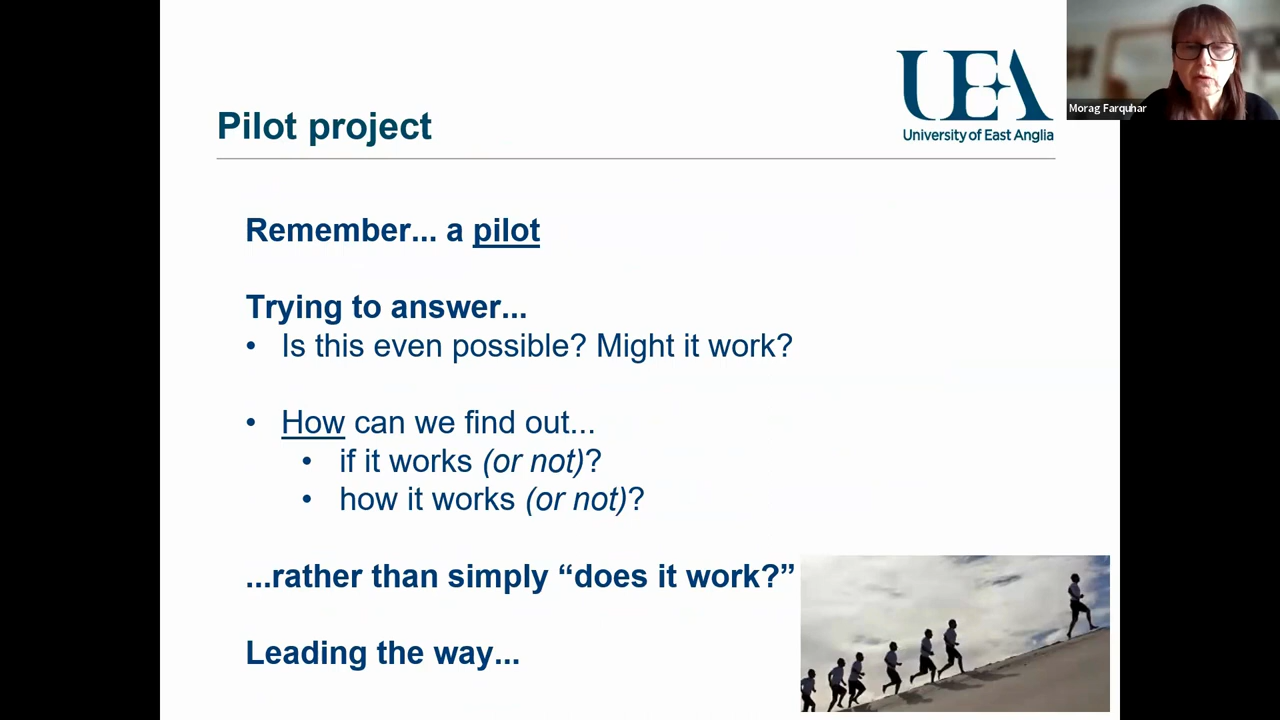 UEA
University of East Anglia
Morag Farquhar
Pilot project
Remember... a pilot
Trying to answer...
• Is this even possible? Might it work?
• How can we find out...
• if it works (or not)?
• how it works (or not)?
...rather than simply “does it work?”
Leading the way...